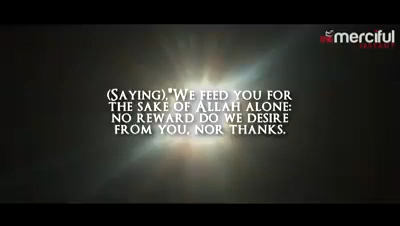 merciful
SERVANT
(Saying),"We feed you for
the sake of Allah alone:
no reward do we desire
from you, nor thanks.